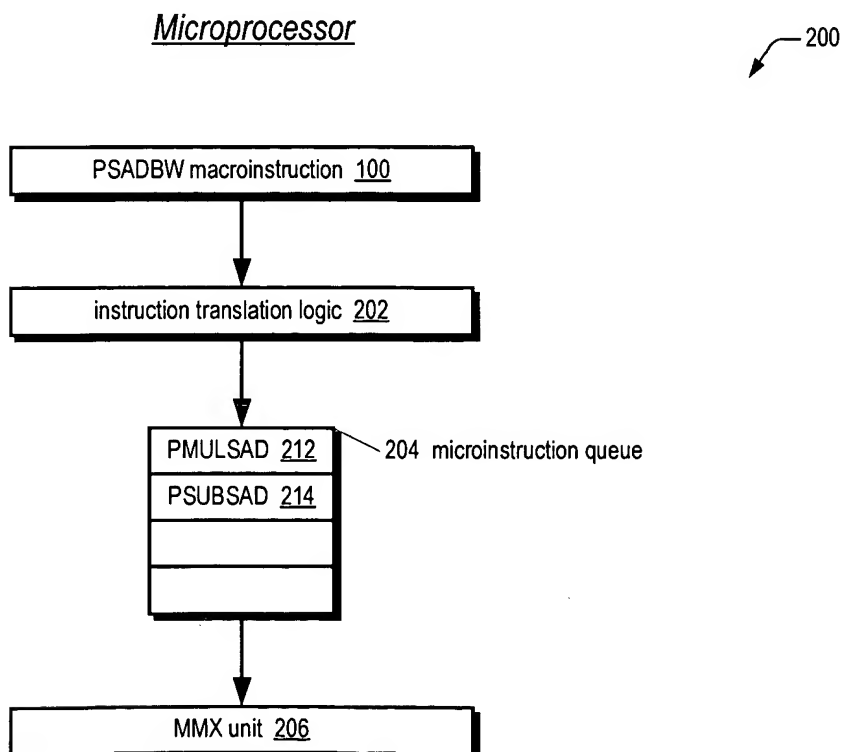 Microprocessor
200
PSADBW macroinstruction 100
instruction translation logic 202
PMULSAD 212
204 microinstruction queue
PSUBSAD 214
MMX unit 206